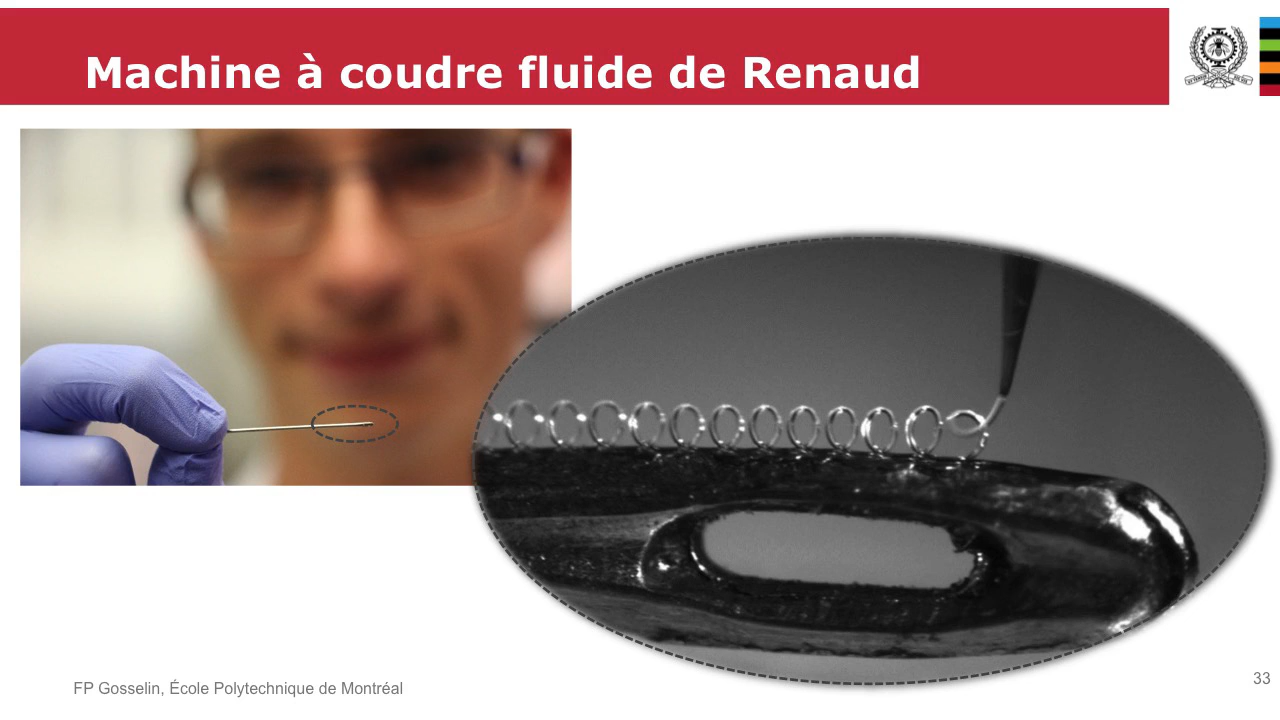 Machine à coudre fluide de Renaud
FP Gosselin, École Polytechnique de Montréal
33